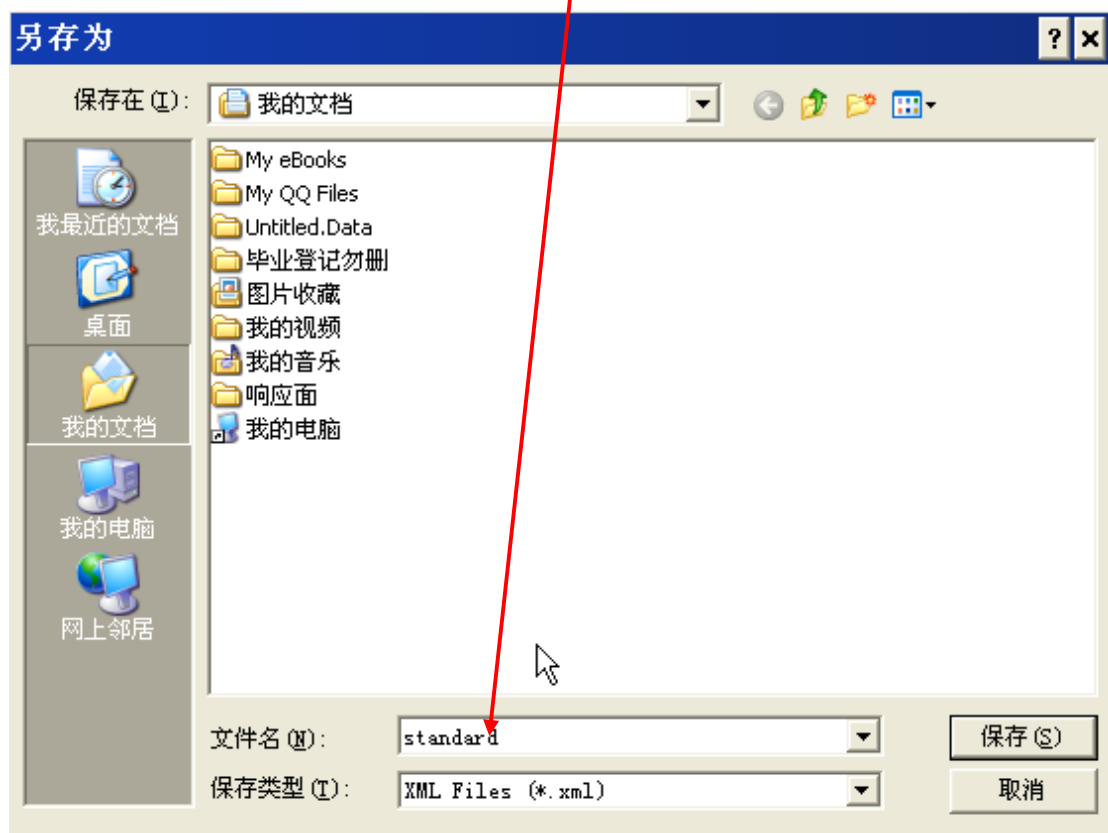 另存为
保存在(I):
我的文档
我最近的文档
桌面
我的文档
我的电脑
网上邻居
My eBooks
My QQ Files
Untitled.Data
毕业登记勿删
图片收藏
我的视频
我的音乐
响应面
我的电脑
文件名(N):
standard
保存(S)
保存类型(T):
XML Files (*.xml)
取消